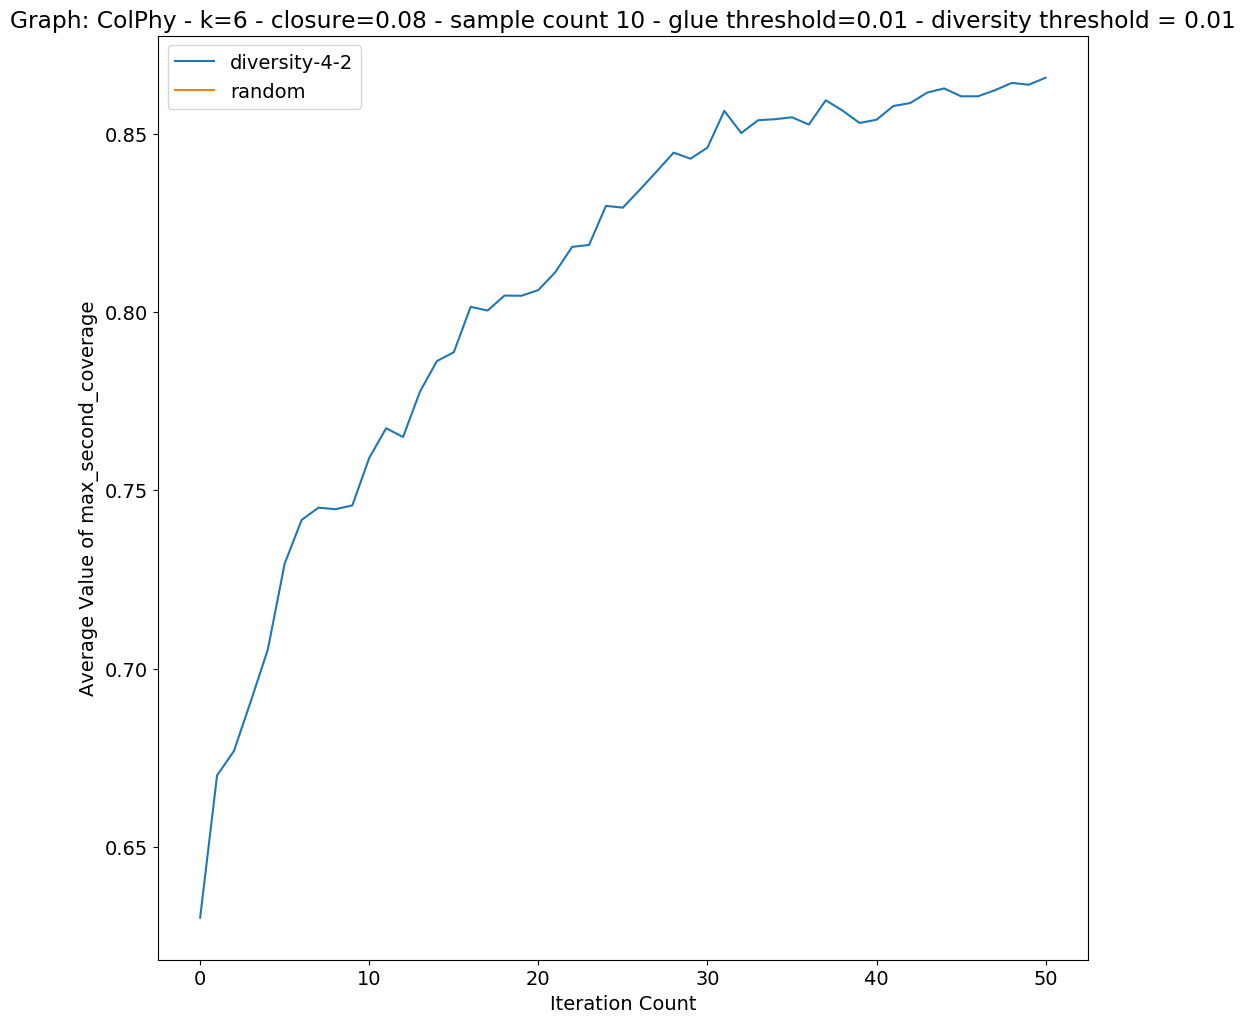 Graph: ColPhy - k=6 - closure=0.08 - sample count 10 - glue threshold=0.01 - diversity threshold = 0.01
diversity-4-2
random
0.85
0.80
0.75
0.70
0.65
Average Value of max_second_coverage
0 10 20 30 40 50
Iteration Count